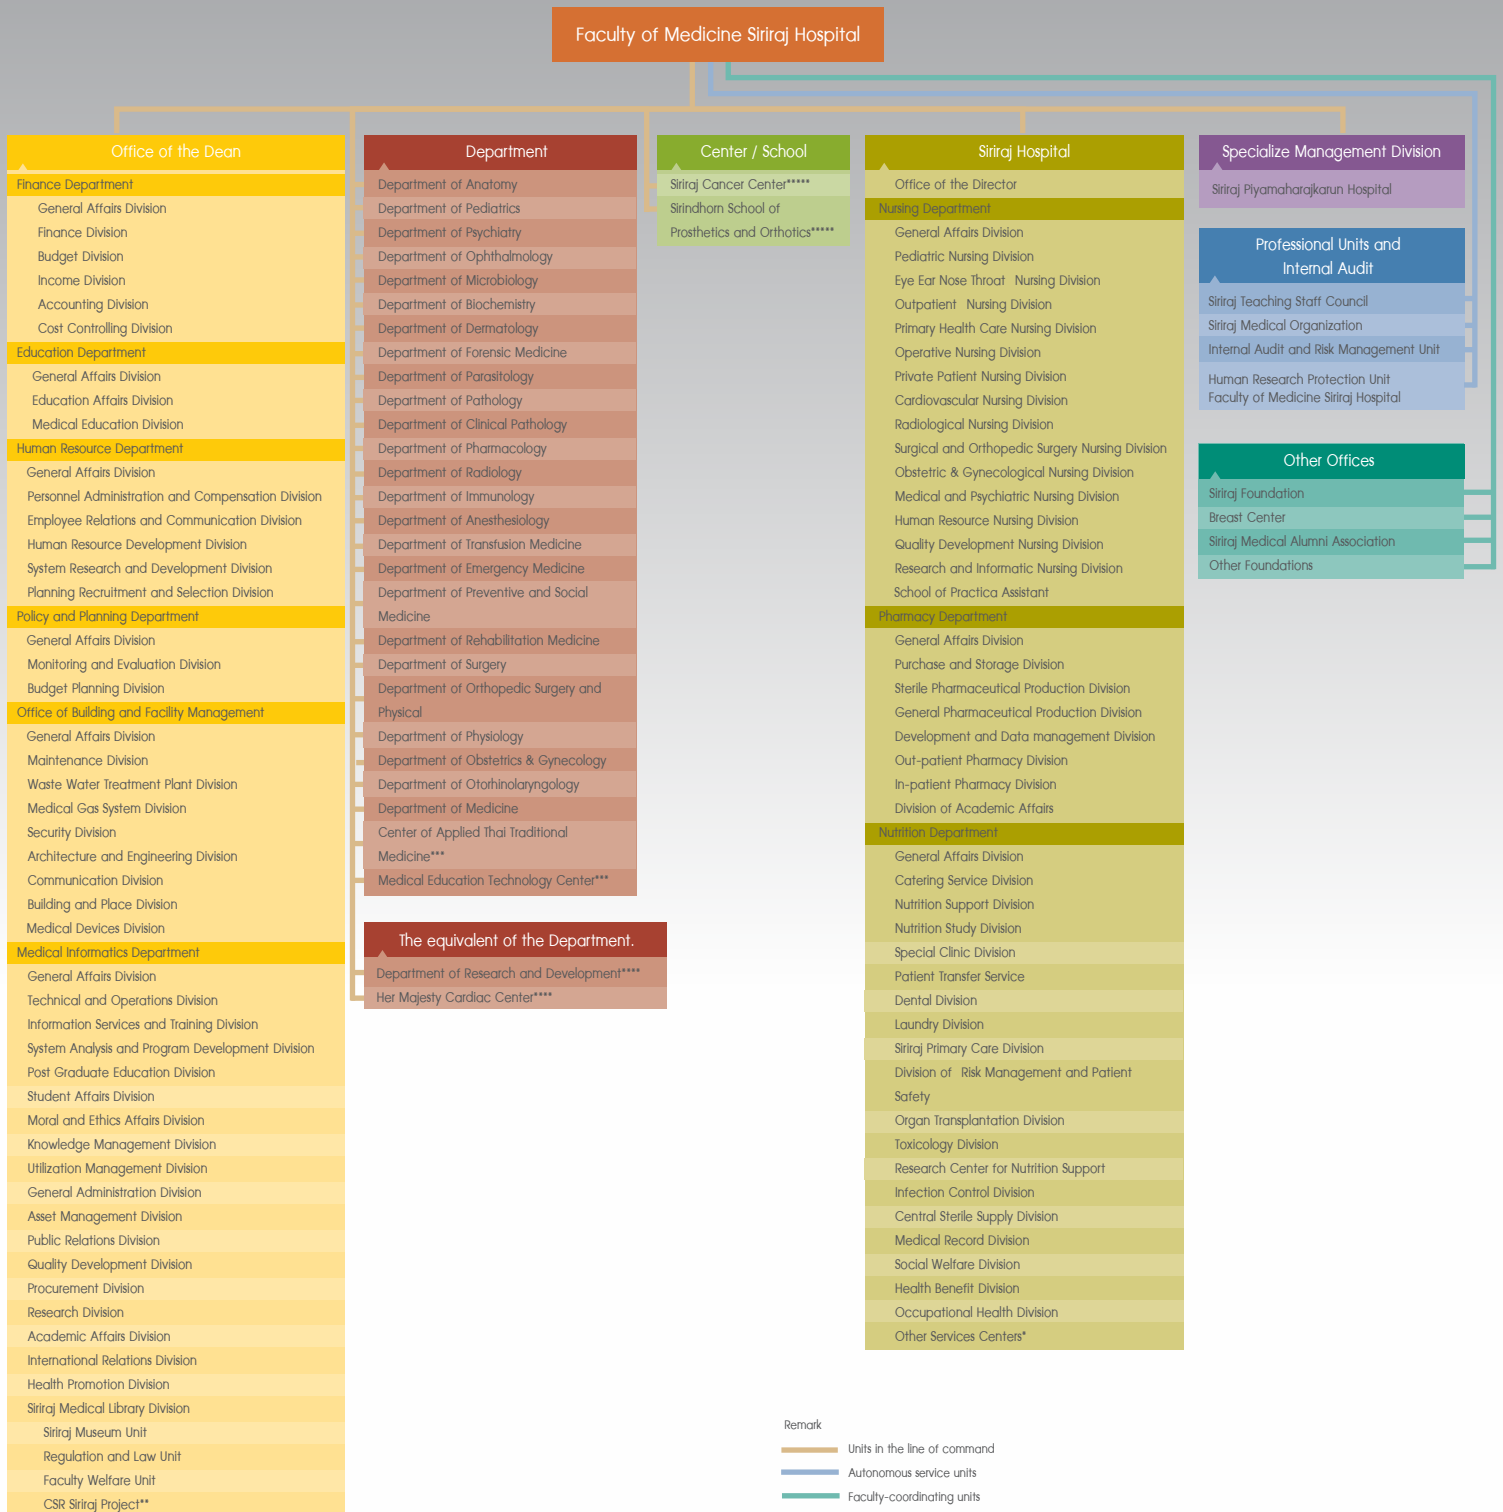 Faculty of Medicine Siriraj Hospital
Office of the Dean
Finance Department
General Affairs Division
Finance Division
Budget Division
Income Division
Accounting Division
Cost Controlling Division
Education Department
General Affairs Division
Education Affairs Division
Medical Education Division
Human Resource Department
General Affairs Division
Personnel Administration and Compensation Division
Employee Relations and Communication Division
Human Resource Development Division
System Research and Development Division
Planning Recruitment and Selection Division
Policy and Planning Department
General Affairs Division
Monitoring and Evaluation Division
Budget Planning Division
Office of Building and Facility Management
General Affairs Division
Maintenance Division
Waste Water Treatment Plant Division
Medical Gas System Division
Security Division
Architecture and Engineering Division
Communication Division
Building and Place Division
Medical Devices Division
Medical Informatics Department
General Affairs Division
Technical and Operations Division
Information Services and Training Division
System Analysis and Program Development Division
Post Graduate Education Division
Student Affairs Division
Moral and Ethics Affairs Division
Knowledge Management Division
Utilization Management Division
General Administration Division
Asset Management Division
Public Relations Division
Quality Development Division
Procurement Division
Research Division
Academic Affairs Division
International Relations Division
Health Promotion Division
Siriraj Medical Library Division
Siriraj Museum Unit
Regulation and Law Unit
Faculty Welfare Unit
CSR Siriraj Project**
Department
Department of Anatomy
Department of Pediatrics
Department of Psychiatry
Department of Ophthalmology
Department of Microbiology
Department of Biochemistry
Department of Dermatology
Department of Forensic Medicine
Department of Parasitology
Department of Pathology
Department of Clinical Pathology
Department of Pharmacology
Department of Radiology
Department of Immunology
Department of Anesthesiology
Department of Transfusion Medicine
Department of Emergency Medicine
Department of Preventive and Social
Medicine
Department of Rehabilitation Medicine
Department of Surgery
Department of Orthopedic Surgery and
Physical
Department of Physiology
Department of Obstetrics & Gynecology
Department of Otorhinolaryngology
Department of Medicine
Center of Applied Thai Traditional
Medicine***
Medical Education Technology Center***
The equivalent of the Department.
Department of Research and Development****
Her Majesty Cardiac Center****
Center / School
Siriraj Cancer Center*****
Sirindhorn School of
Prosthetics and Orthotics*****
Siriraj Hospital
Office of the Director
Nursing Department
General Affairs Division
Pediatric Nursing Division
Eye Ear Nose Throat Nursing Division
Outpatient Nursing Division
Primary Health Care Nursing Division
Operative Nursing Division
Private Patient Nursing Division
Cardiovascular Nursing Division
Radiological Nursing Division
Surgical and Orthopedic Surgery Nursing Division
Obstetric & Gynecological Nursing Division
Medical and Psychiatric Nursing Division
Human Resource Nursing Division
Quality Development Nursing Division
Research and Informatic Nursing Division
School of Practica Assistant
Pharmacy Department
General Affairs Division
Purchase and Storage Division
Sterile Pharmaceutical Production Division
General Pharmaceutical Production Division
Development and Data management Division
Out-patient Pharmacy Division
In-patient Pharmacy Division
Division of Academic Affairs
Nutrition Department
General Affairs Division
Catering Service Division
Nutrition Support Division
Nutrition Study Division
Special Clinic Division
Patient Transfer Service
Dental Division
Laundry Division
Siriraj Primary Care Division
Division of Risk Management and Patient
Safety
Organ Transplantation Division
Toxicology Division
Research Center for Nutrition Support
Infection Control Division
Central Sterile Supply Division
Medical Record Division
Social Welfare Division
Health Benefit Division
Occupational Health Division
Other Services Centers*
Specialize Management Division
Siriraj Piyamaharajkarun Hospital
Professional Units and
Internal Audit
Siriraj Teaching Staff Council
Siriraj Medical Organization
Internal Audit and Risk Management Unit
Human Research Protection Unit
Faculty of Medicine Siriraj Hospital
Other Offices
Siriraj Foundation
Breast Center
Siriraj Medical Alumni Association
Other Foundations
Remark
Units in the line of command
Autonomous service units
Faculty-coordinating units